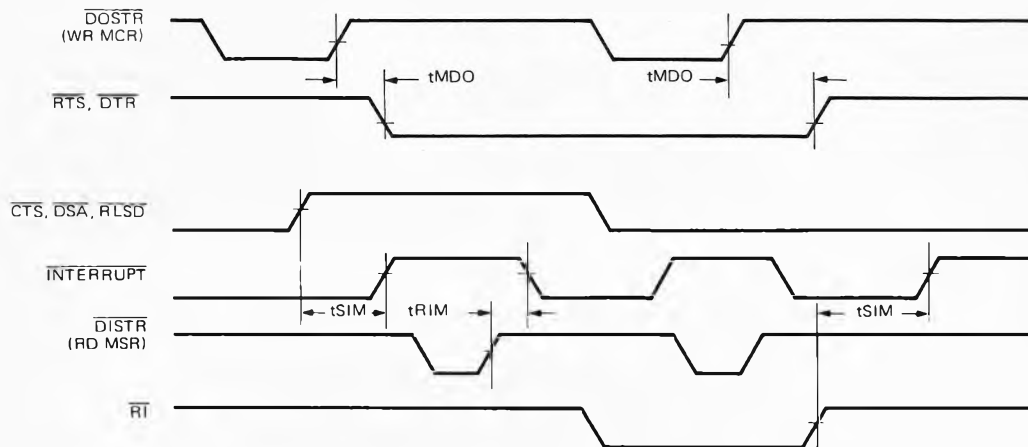 DOSTR
(WR MCR)
tMDO
tMDO
RTS, DTR
CTS, DSA, RLSD
INTERRUPT
tSIM
tRIM
tSIM
DISTR
(RD MSR)
RI